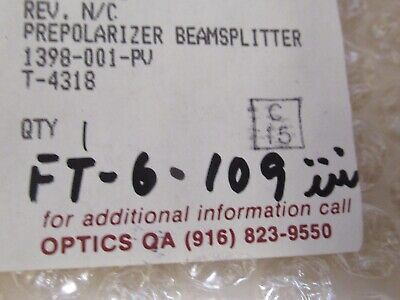 REV. N/C
PREPOLARIZER BEAMSPLITTER
1398-001-PV
T-4318
QTY 1
C
15
FT-6-109
for additional information call
OPTICS QA (916) 823-9550